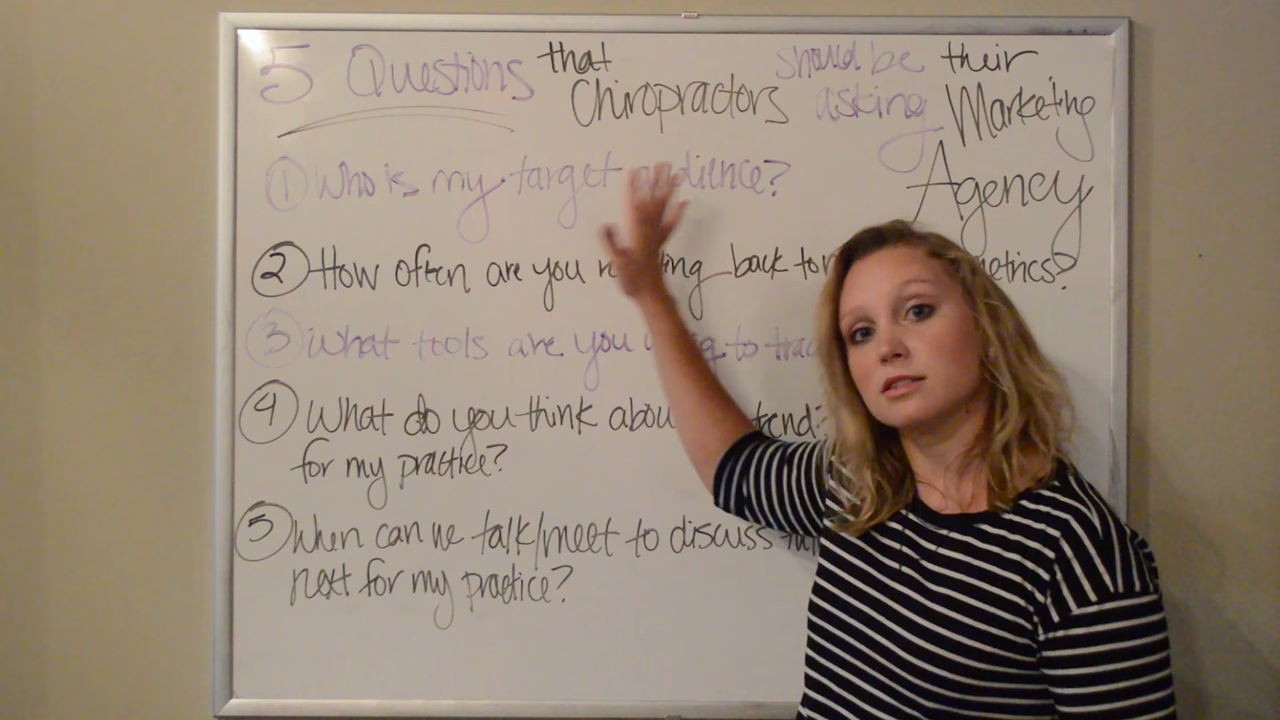 5 Questions that Chiropractors should be asking their Marketing Agency
① Who is my target audience?
② How often are you back to metrics?
③ What tools are you to
④ What do you think
for my practice?
⑤ When can we talk/meet to discuss
next for my practice?